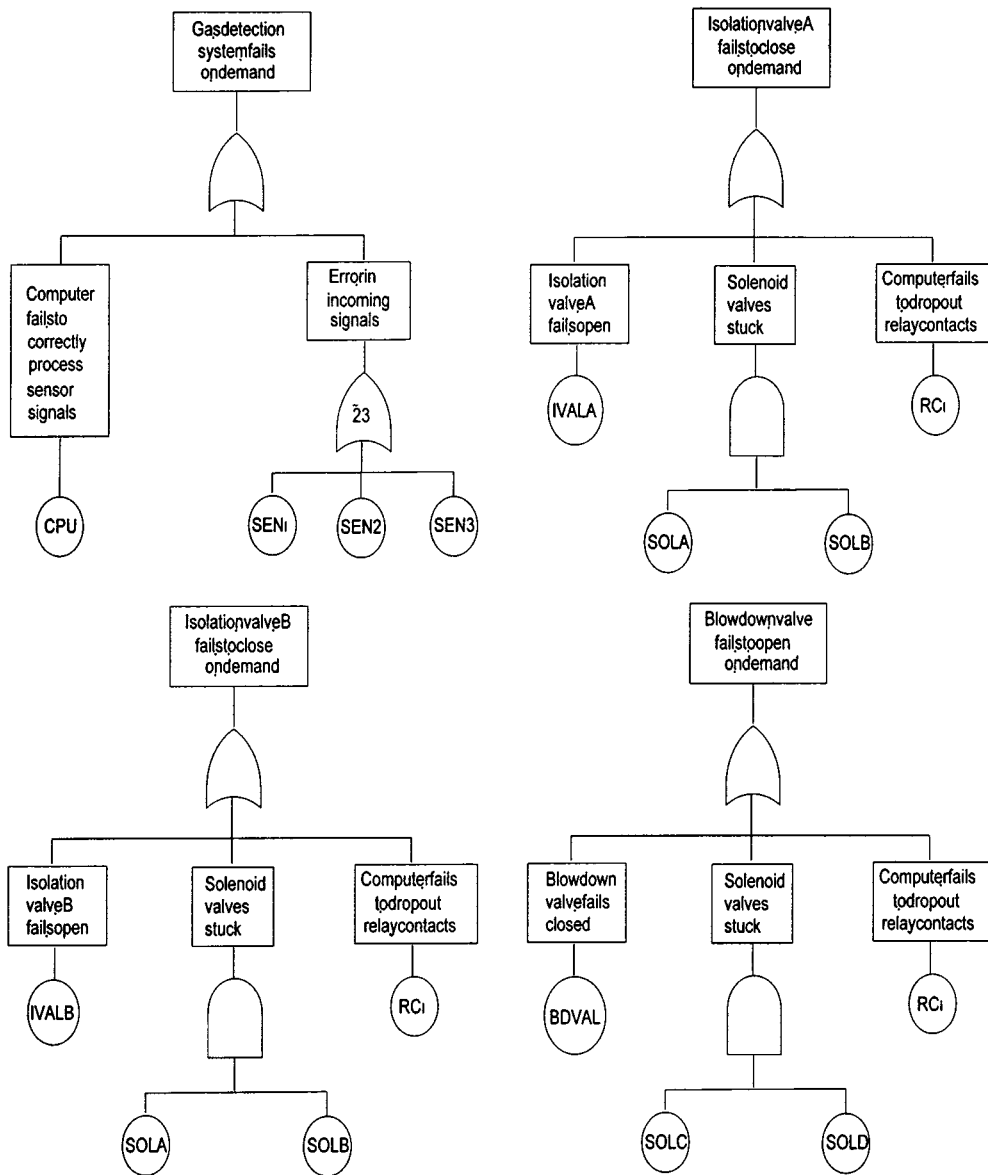 Gasdetection
systemfails
ondemand
Computer
failsto
correctly
process
sensor
signals
Errorin
incoming
signals
2̃3
CPU
SEN1
SEN2
SEN3
IsolationvalveA
failstoclose
ondemand
Isolation
valveA
failsopen
Solenoid
valves
stuck
Computerfails
todropout
relaycontacts
IVALA
RC1
SOLA
SOLB
IsolationvalveB
failstoclose
ondemand
Isolation
valveB
failsopen
Solenoid
valves
stuck
Computerfails
todropout
relaycontacts
IVALB
RC1
SOLA
SOLB
Blowdownvalve
failstoopen
ondemand
Blowdown
valvefails
closed
Solenoid
valves
stuck
Computerfails
todropout
relaycontacts
BDVAL
RC1
SOLC
SOLD